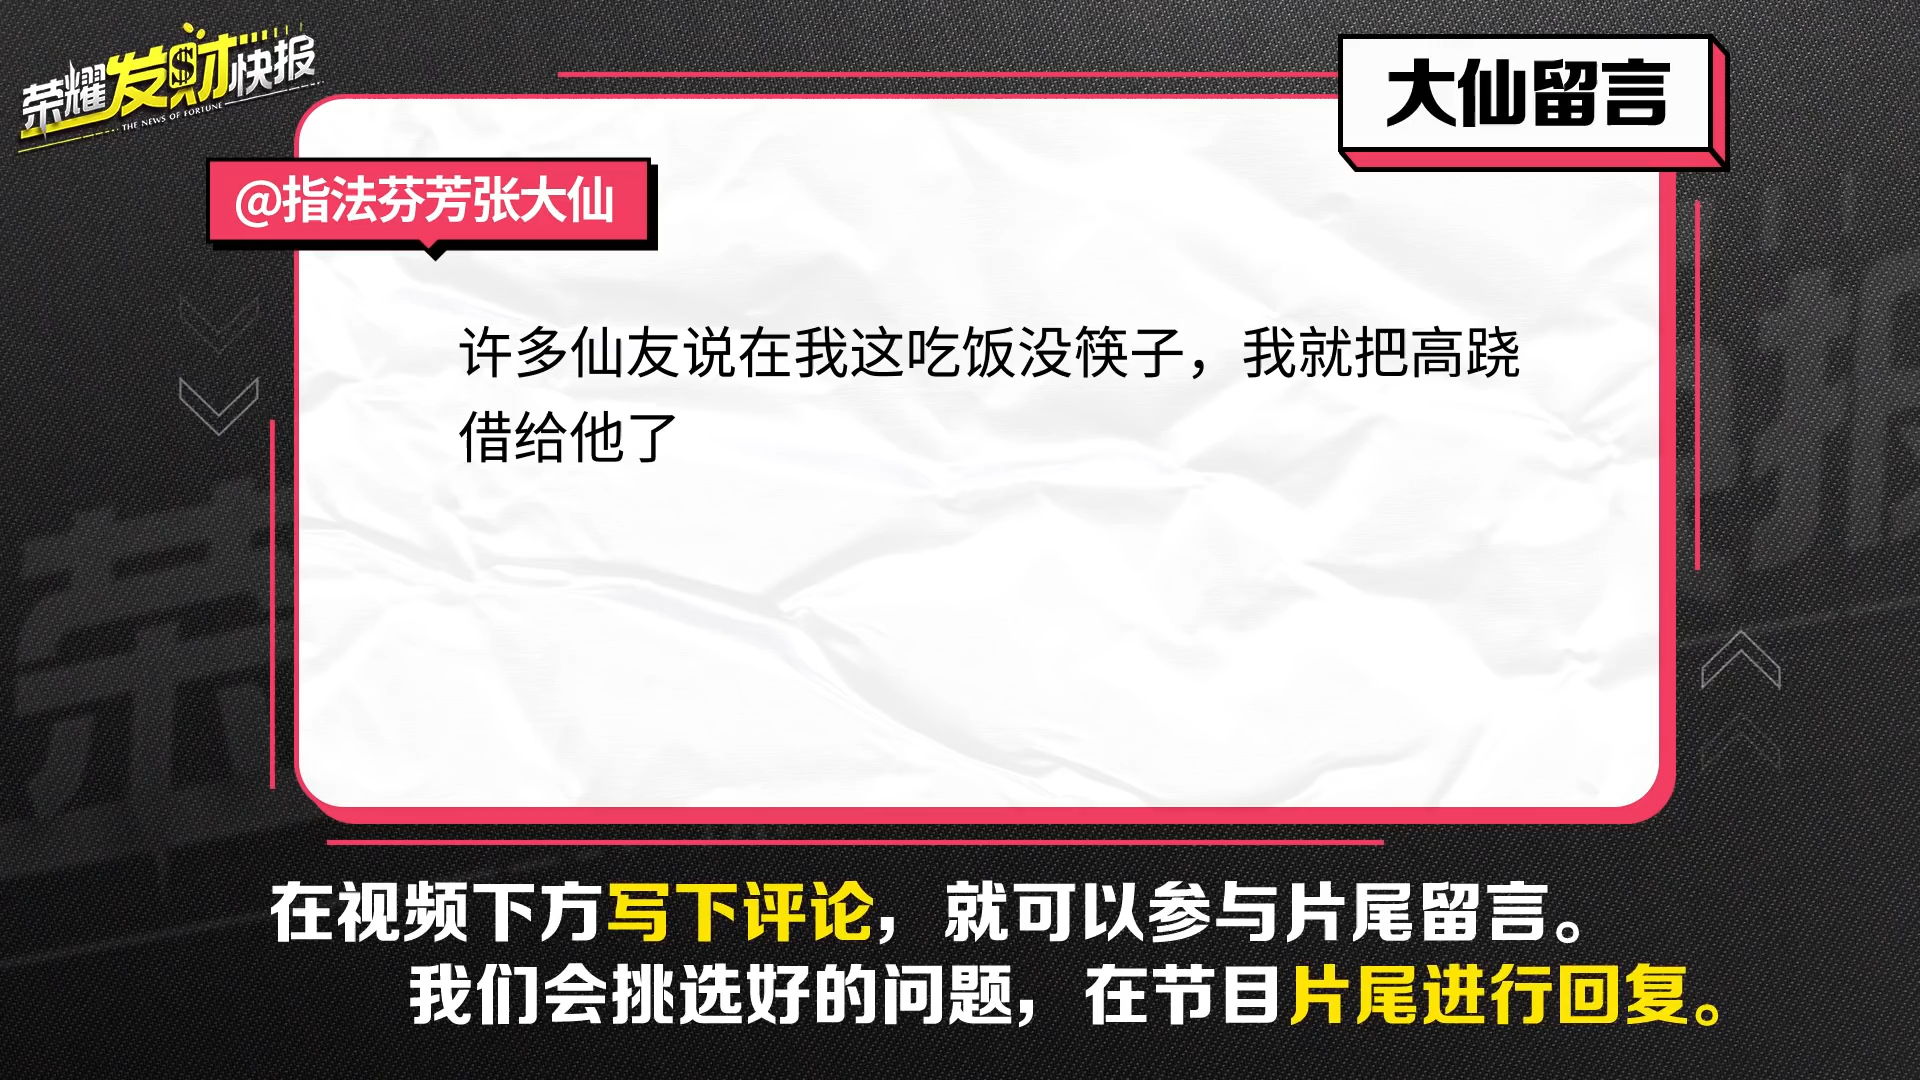 荣耀发财快报
THE NEWS OF FORTUNE
大仙留言
@指法芬芳张大仙
许多仙友说在我这吃饭没筷子，我就把高跷
借给他了
在视频下方写下评论，就可以参与片尾留言。
我们会挑选好的问题，在节目片尾进行回复。